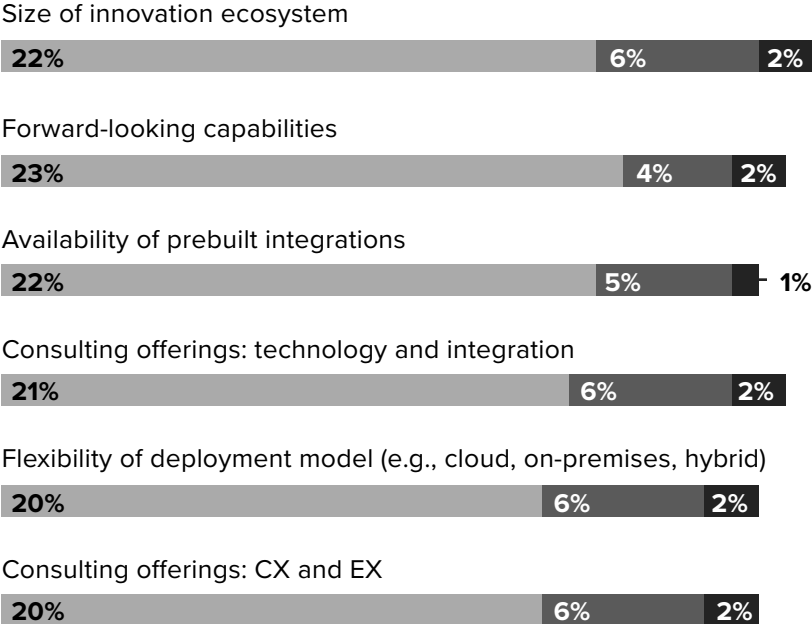 Size of innovation ecosystem
22% 6% 2%
Forward-looking capabilities
23% 4% 2%
Availability of prebuilt integrations
22% 5% 1%
Consulting offerings: technology and integration
21% 6% 2%
Flexibility of deployment model (e.g., cloud, on-premises, hybrid)
20% 6% 2%
Consulting offerings: CX and EX
20% 6% 2%